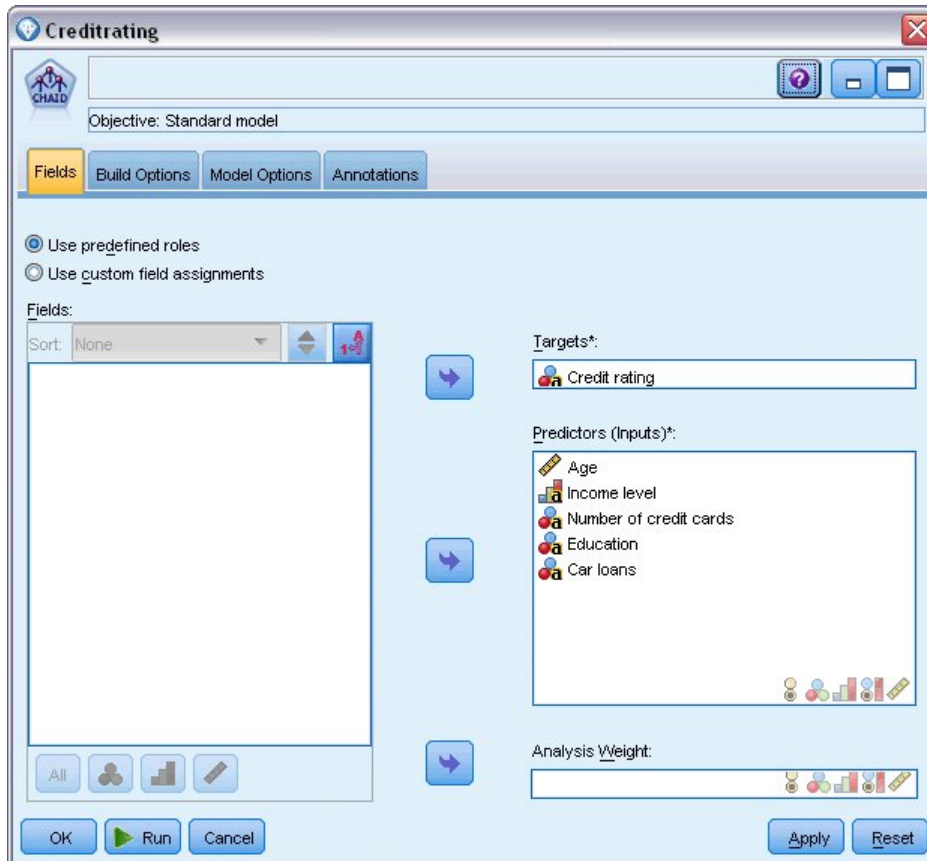 Creditrating
CHAID
Objective: Standard model
Fields Build Options Model Options Annotations
Use predefined roles
Use custom field assignments
Fields:
Sort: None
Targets*:
Credit rating
Predictors (Inputs)*:
Age
Income level
Number of credit cards
Education
Car loans
Analysis Weight:
All
OK Run Cancel Apply Reset